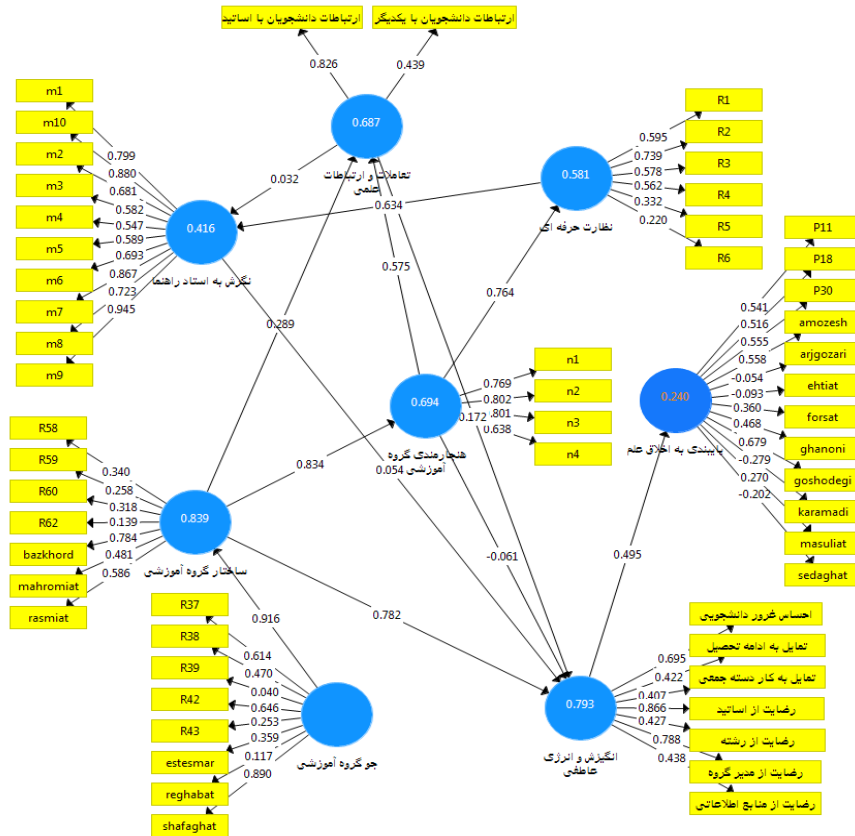 ارتباطات دانشجویان با اساتید
ارتباطات دانشجویان با یکدیگر
0.826
0.439
0.687
تعاملات و ارتباطات
علمی
m1
m10
m2
m3
m4
m5
m6
m7
m8
m9
0.799
0.880
0.681
0.582
0.547
0.589
0.693
0.867
0.723
0.945
0.416
نگرش به استاد راهنما
0.032
0.634
0.575
0.289
0.581
نظارت حرفه ای
R1
R2
R3
R4
R5
R6
0.595
0.739
0.578
0.562
0.332
0.220
0.764
0.694
هنجارمندی گروه
آموزشی
n1
n2
n3
n4
0.769
0.802
.801
0.638
0.172
0.240
پایبندی به اخلاق علم
P11
P18
P30
amozesh
arjgozari
ehtiat
forsat
ghanoni
goshodegi
karamadi
masuliat
sedaghat
0.541
0.516
0.555
0.558
-0.054
-0.093
0.360
0.468
0.679
-0.279
0.270
-0.202
R58
R59
R60
R62
bazkhord
mahromiat
rasmiat
0.340
0.258
0.318
0.139
0.784
0.481
0.586
0.839
ساختار گروه آموزشی
0.834
0.054
-0.061
0.495
0.916
0.782
R37
R38
R39
R42
R43
estesmar
reghabat
shafaghat
0.614
0.470
0.040
0.646
0.253
0.359
0.117
0.890
جو گروه آموزشی
0.793
انگیزش و انرژی
عاطفی
احساس غرور دانشجویی
تمایل به ادامه تحصیل
تمایل به کار دسته جمعی
رضایت از اساتید
رضایت از رشته
رضایت از مدیر گروه
رضایت از منابع اطلاعاتی
0.695
0.422
0.407
0.866
0.427
0.788
0.438